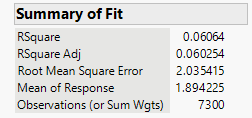 Summary of Fit
RSquare 0.06064
RSquare Adj 0.060254
Root Mean Square Error 2.035415
Mean of Response 1.894225
Observations (or Sum Wgts) 7300